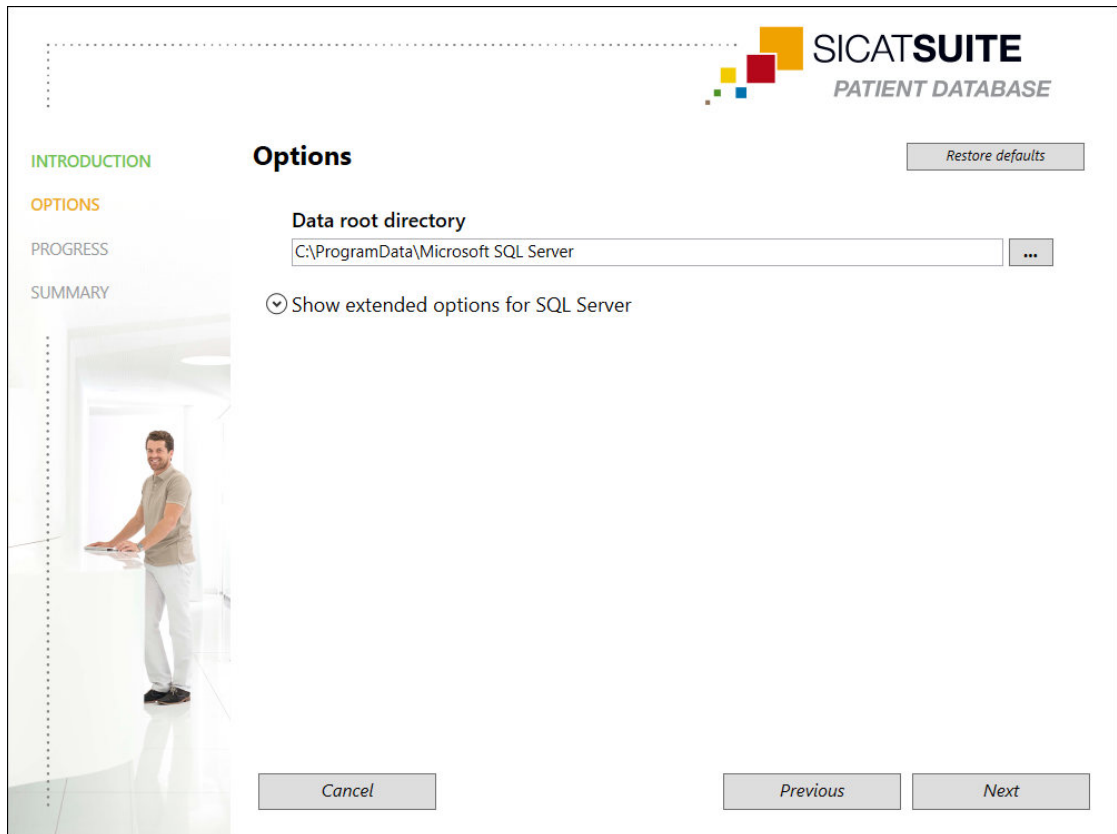 SICATSUITE
PATIENT DATABASE
INTRODUCTION
OPTIONS
PROGRESS
SUMMARY
Options
Restore defaults
Data root directory
C:\ProgramData\Microsoft SQL Server
...
Show extended options for SQL Server
Cancel
Previous
Next